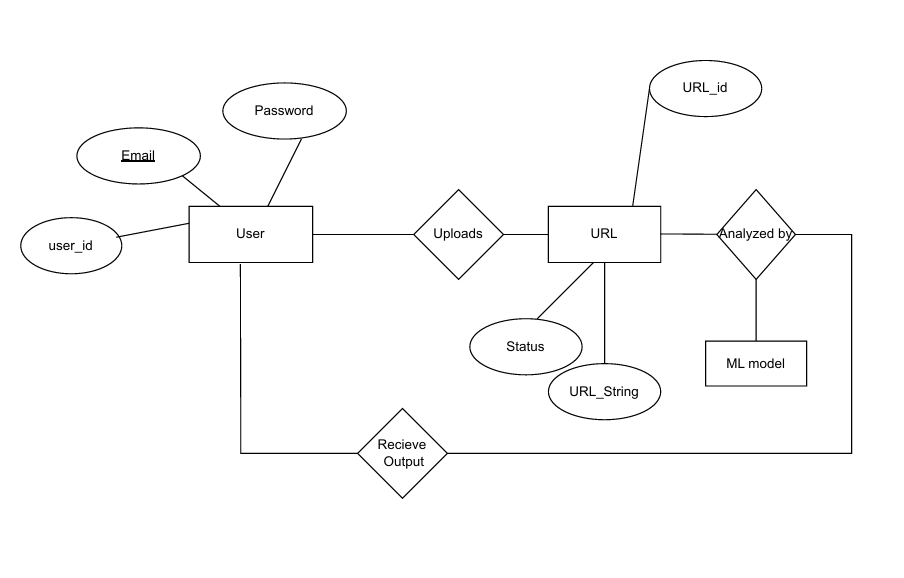 URL_id
Password
Email
user_id
User
Uploads
URL
Analyzed by
Status
ML model
URL_String
Recieve
Output